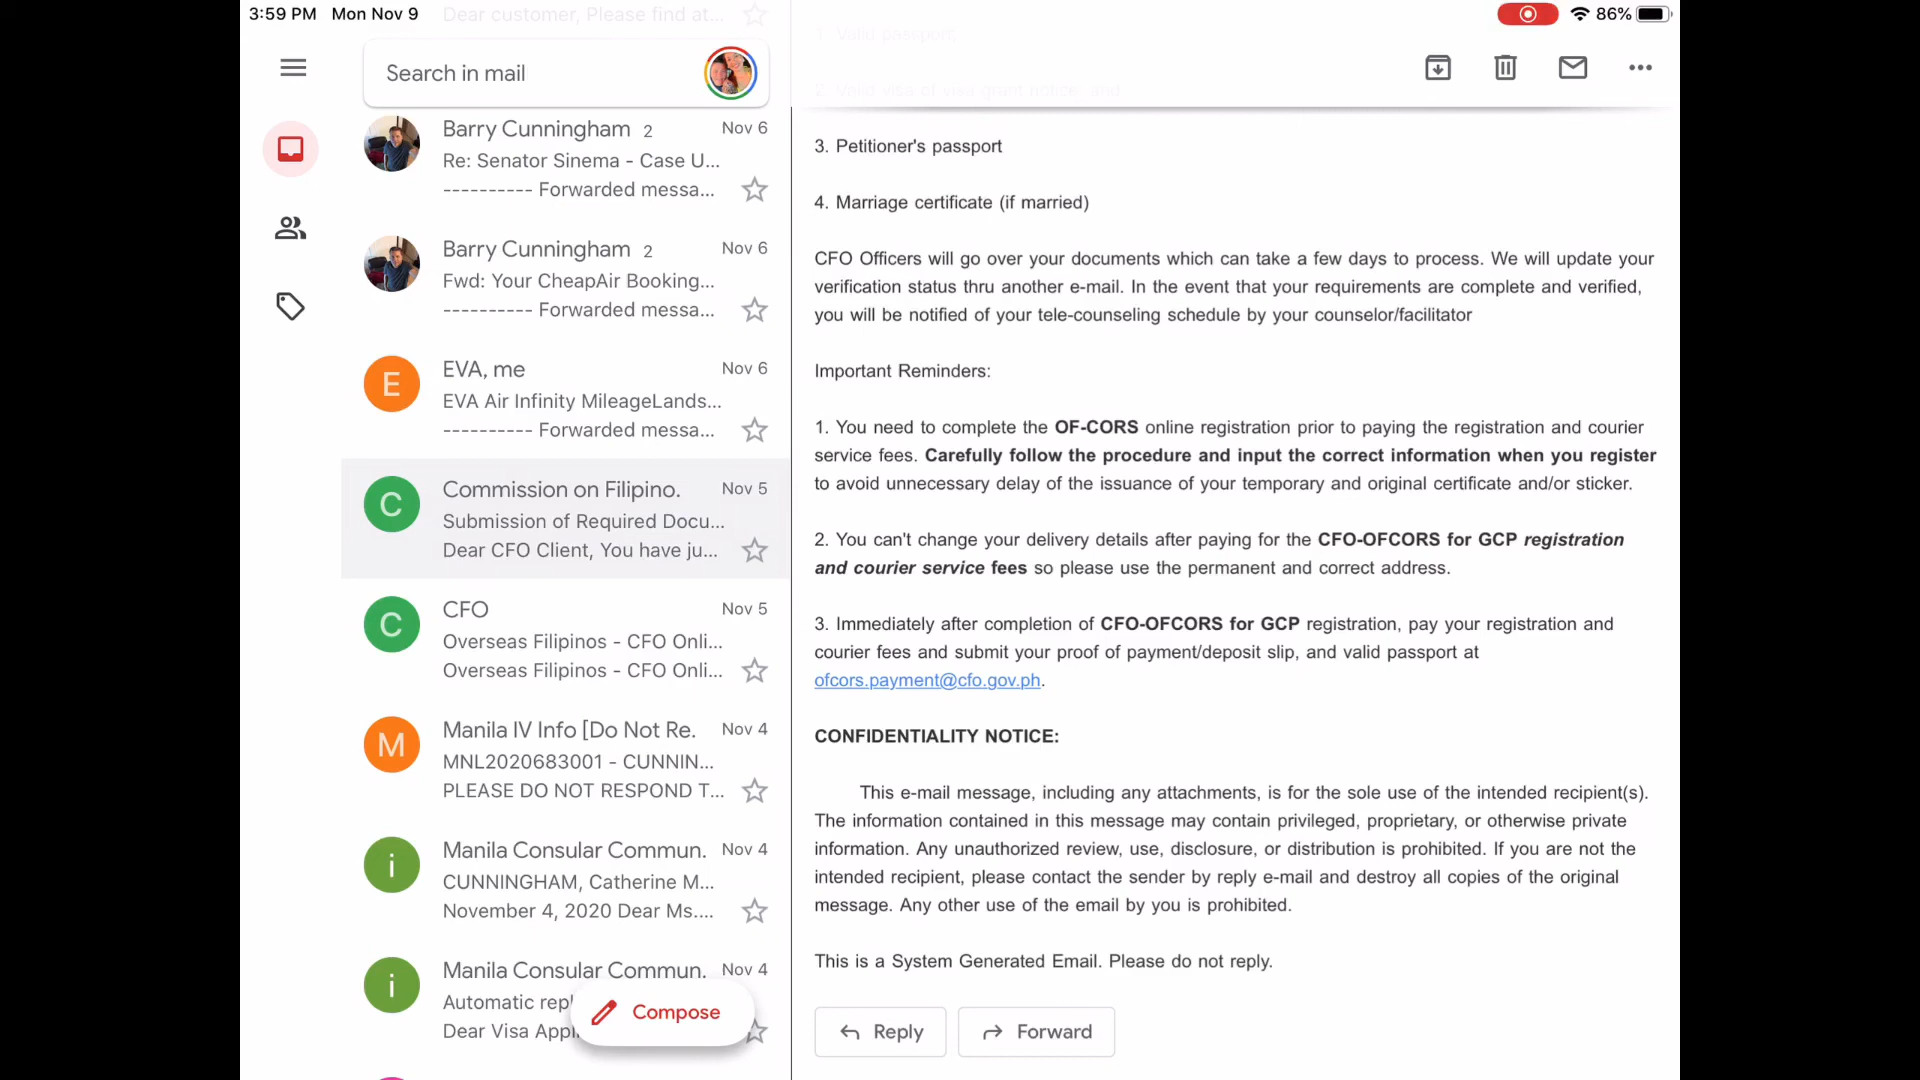 3:59 PM Mon Nov 9
86%
Dear customer, Please find at...
Search in mail
Barry Cunningham 2 Nov 6
Re: Senator Sinema - Case U...
---------- Forwarded messa...
Barry Cunningham 2 Nov 6
Fwd: Your CheapAir Booking...
---------- Forwarded messa...
E
EVA, me Nov 6
EVA Air Infinity MileageLands...
---------- Forwarded messa...
C
Commission on Filipino. Nov 5
Submission of Required Docu...
Dear CFO Client, You have ju...
C
CFO Nov 5
Overseas Filipinos - CFO Onli...
Overseas Filipinos - CFO Onli...
M
Manila IV Info [Do Not Re. Nov 4
MNL2020683001 - CUNNIN...
PLEASE DO NOT RESPOND T...
i
Manila Consular Commun. Nov 4
CUNNINGHAM, Catherine M...
November 4, 2020 Dear Ms....
i
Manila Consular Commun. Nov 4
Automatic repl
Dear Visa Appl
Compose
1. Valid passport
2. Valid visa or visa grant notice, and
3. Petitioner's passport
4. Marriage certificate (if married)
CFO Officers will go over your documents which can take a few days to process. We will update your
verification status thru another e-mail. In the event that your requirements are complete and verified,
you will be notified of your tele-counseling schedule by your counselor/facilitator
Important Reminders:
1. You need to complete the OF-CORS online registration prior to paying the registration and courier
service fees. Carefully follow the procedure and input the correct information when you register
to avoid unnecessary delay of the issuance of your temporary and original certificate and/or sticker.
2. You can't change your delivery details after paying for the CFO-OFCORS for GCP registration
and courier service fees so please use the permanent and correct address.
3. Immediately after completion of CFO-OFCORS for GCP registration, pay your registration and
courier fees and submit your proof of payment/deposit slip, and valid passport at
ofcors.payment@cfo.gov.ph.
CONFIDENTIALITY NOTICE:
This e-mail message, including any attachments, is for the sole use of the intended recipient(s).
The information contained in this message may contain privileged, proprietary, or otherwise private
information. Any unauthorized review, use, disclosure, or distribution is prohibited. If you are not the
intended recipient, please contact the sender by reply e-mail and destroy all copies of the original
message. Any other use of the email by you is prohibited.
This is a System Generated Email. Please do not reply.
Reply Forward